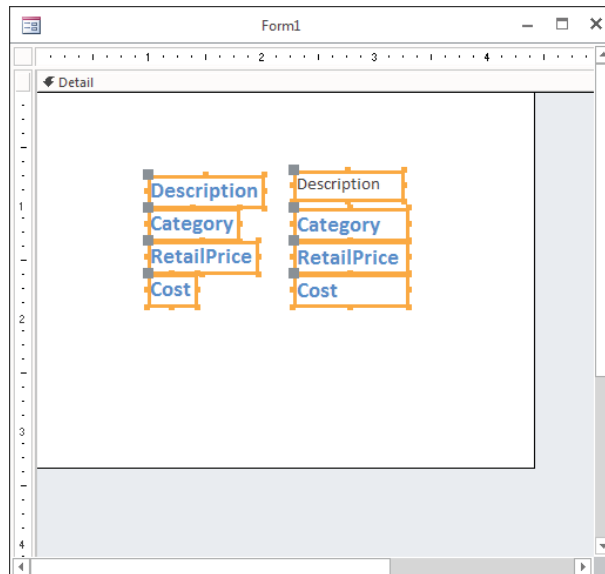 Form1
1 2 3 4
Detail
Description Description
1
Category Category
RetailPrice RetailPrice
Cost Cost
2
3
4